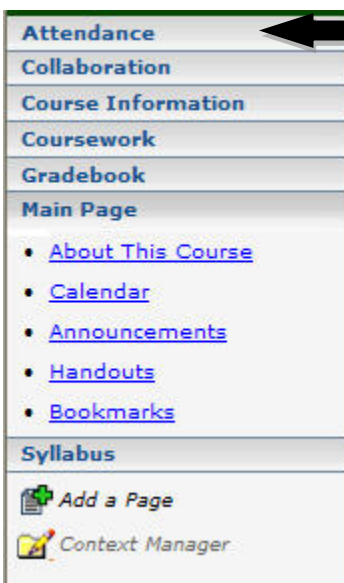 Attendance
Collaboration
Course Information
Coursework
Gradebook
Main Page
About This Course
Calendar
Announcements
Handouts
Bookmarks
Syllabus
Add a Page
Context Manager